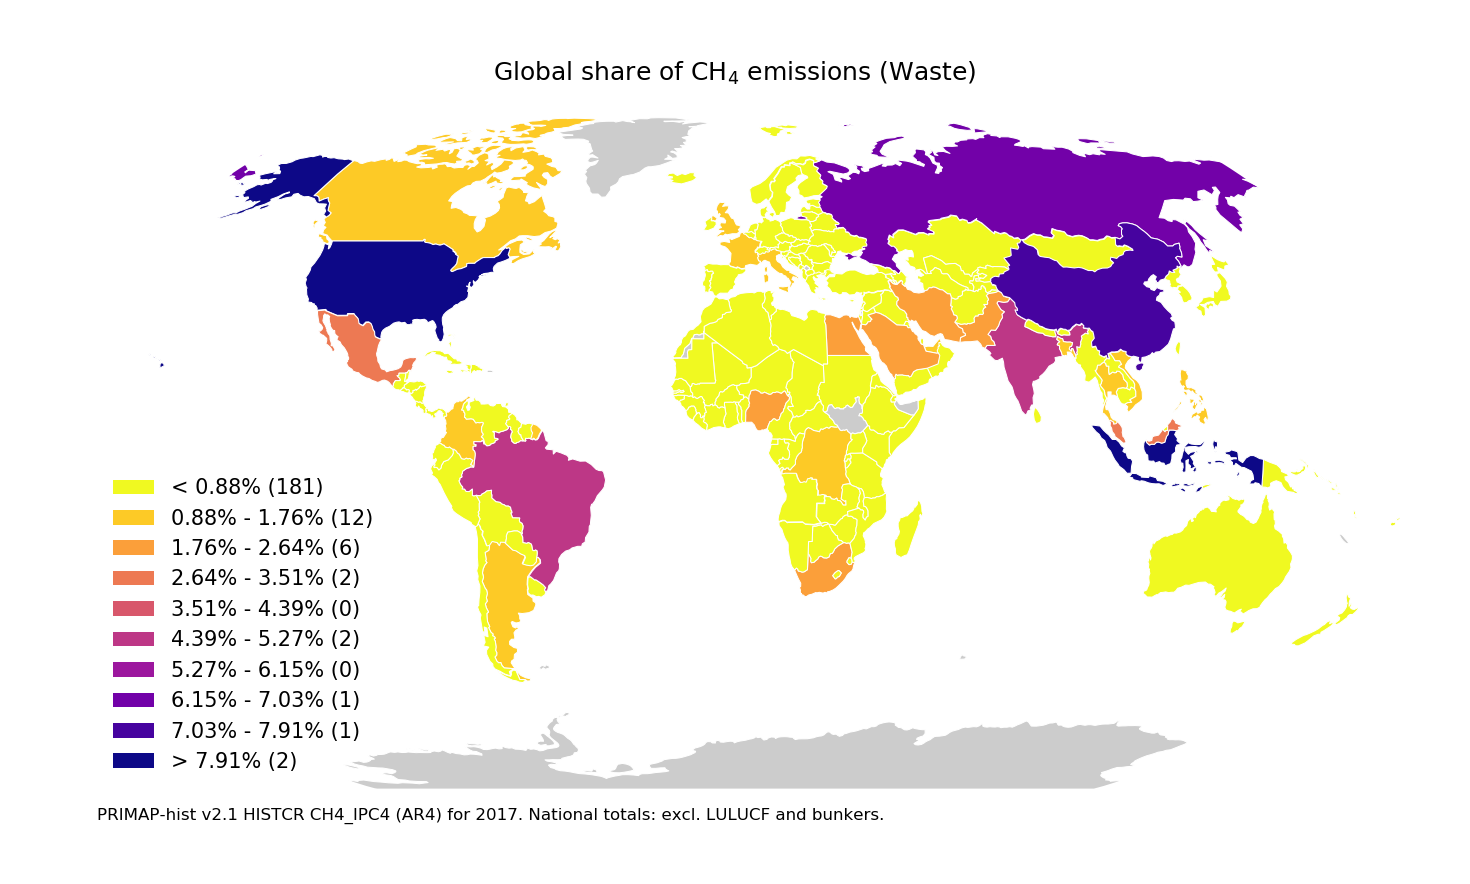 Global share of CH₄ emissions (Waste)
< 0.88% (181)
0.88% - 1.76% (12)
1.76% - 2.64% (6)
2.64% - 3.51% (2)
3.51% - 4.39% (0)
4.39% - 5.27% (2)
5.27% - 6.15% (0)
6.15% - 7.03% (1)
7.03% - 7.91% (1)
> 7.91% (2)
PRIMAP-hist v2.1 HISTCR CH4_IPC4 (AR4) for 2017. National totals: excl. LULUCF and bunkers.